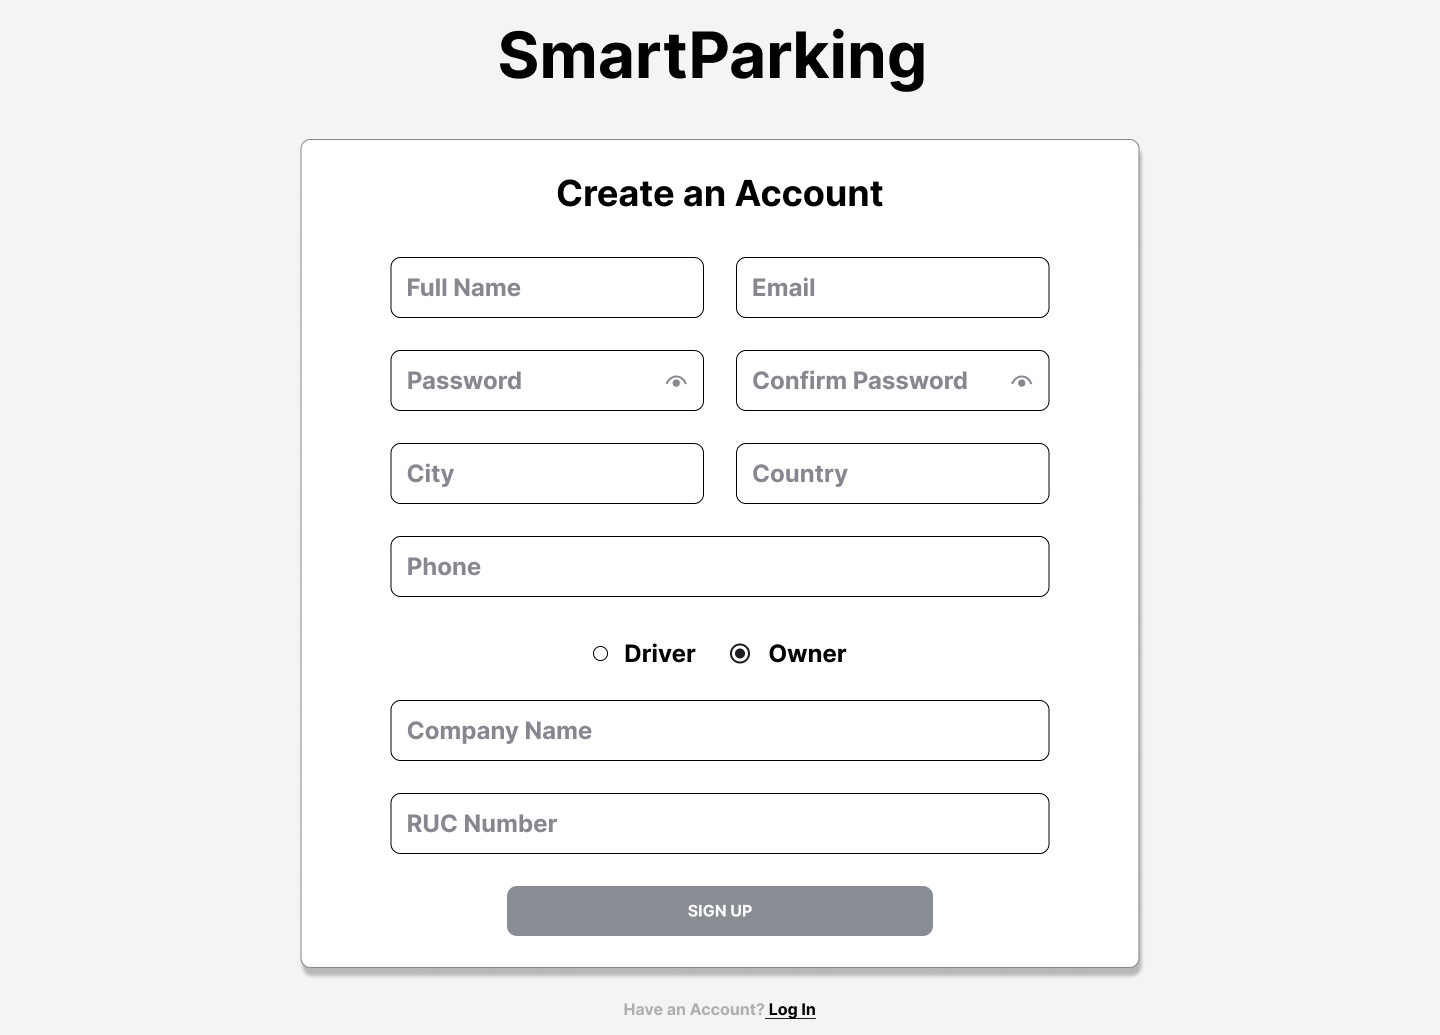 SmartParking
Create an Account
Full Name
Email
Password
Confirm Password
City
Country
Phone
Driver
Owner
Company Name
RUC Number
SIGN UP
Have an Account? Log In